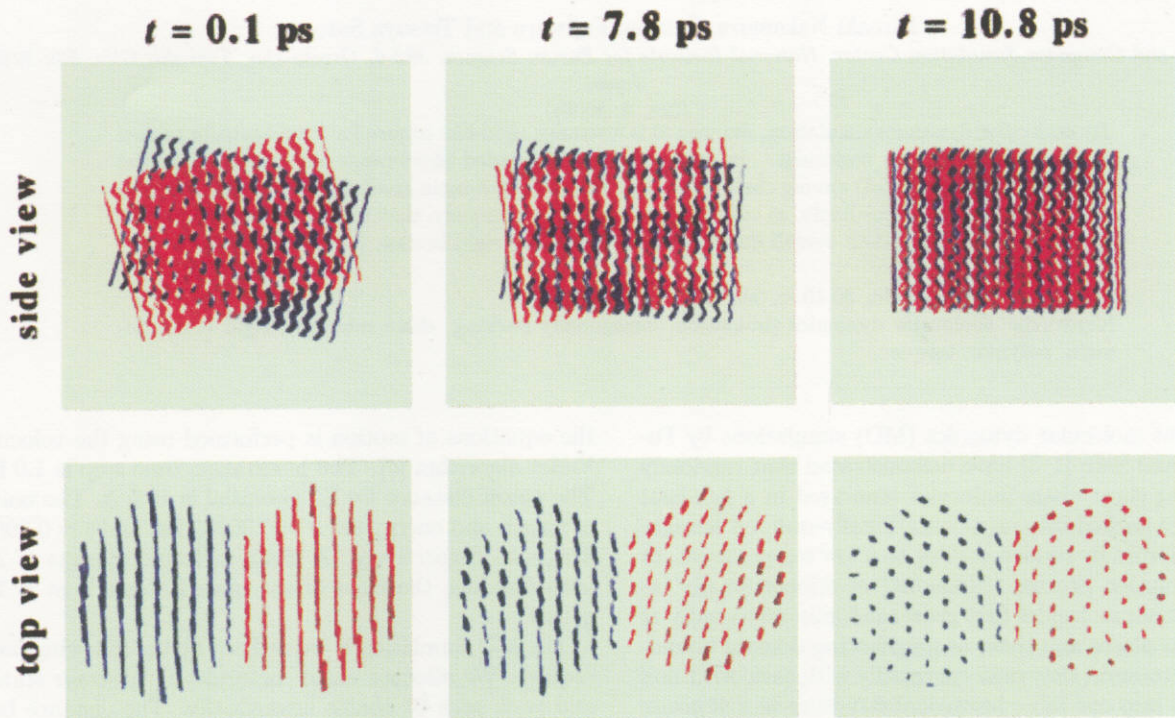 t = 0.1 ps
t = 7.8 ps
t = 10.8 ps
side view
top view